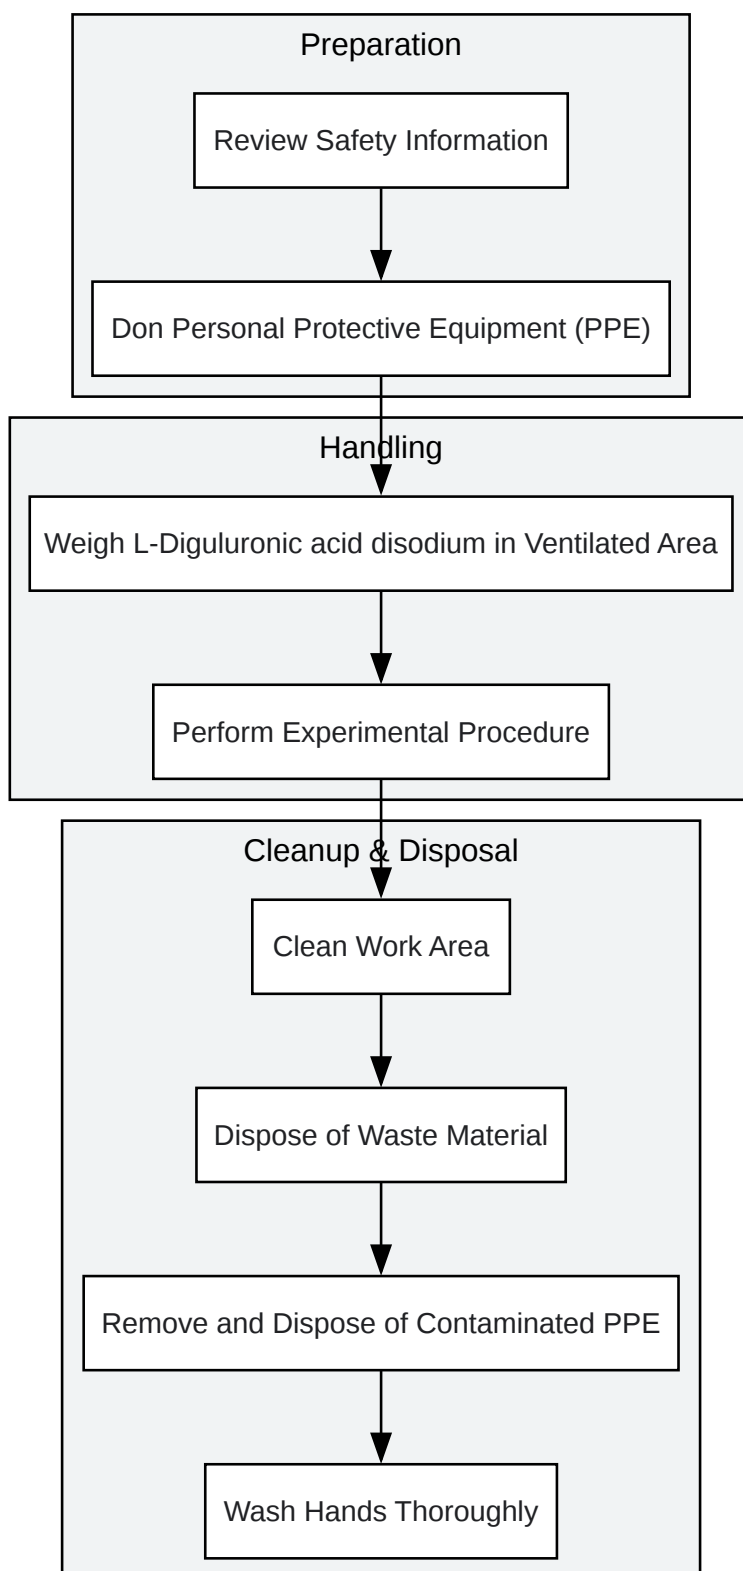 Preparation
Review Safety Information
Don Personal Protective Equipment (PPE)
Handling
Weigh L-Diguluronic acid disodium in Ventilated Area
Perform Experimental Procedure
Cleanup & Disposal
Clean Work Area
Dispose of Waste Material
Remove and Dispose of Contaminated PPE
Wash Hands Thoroughly